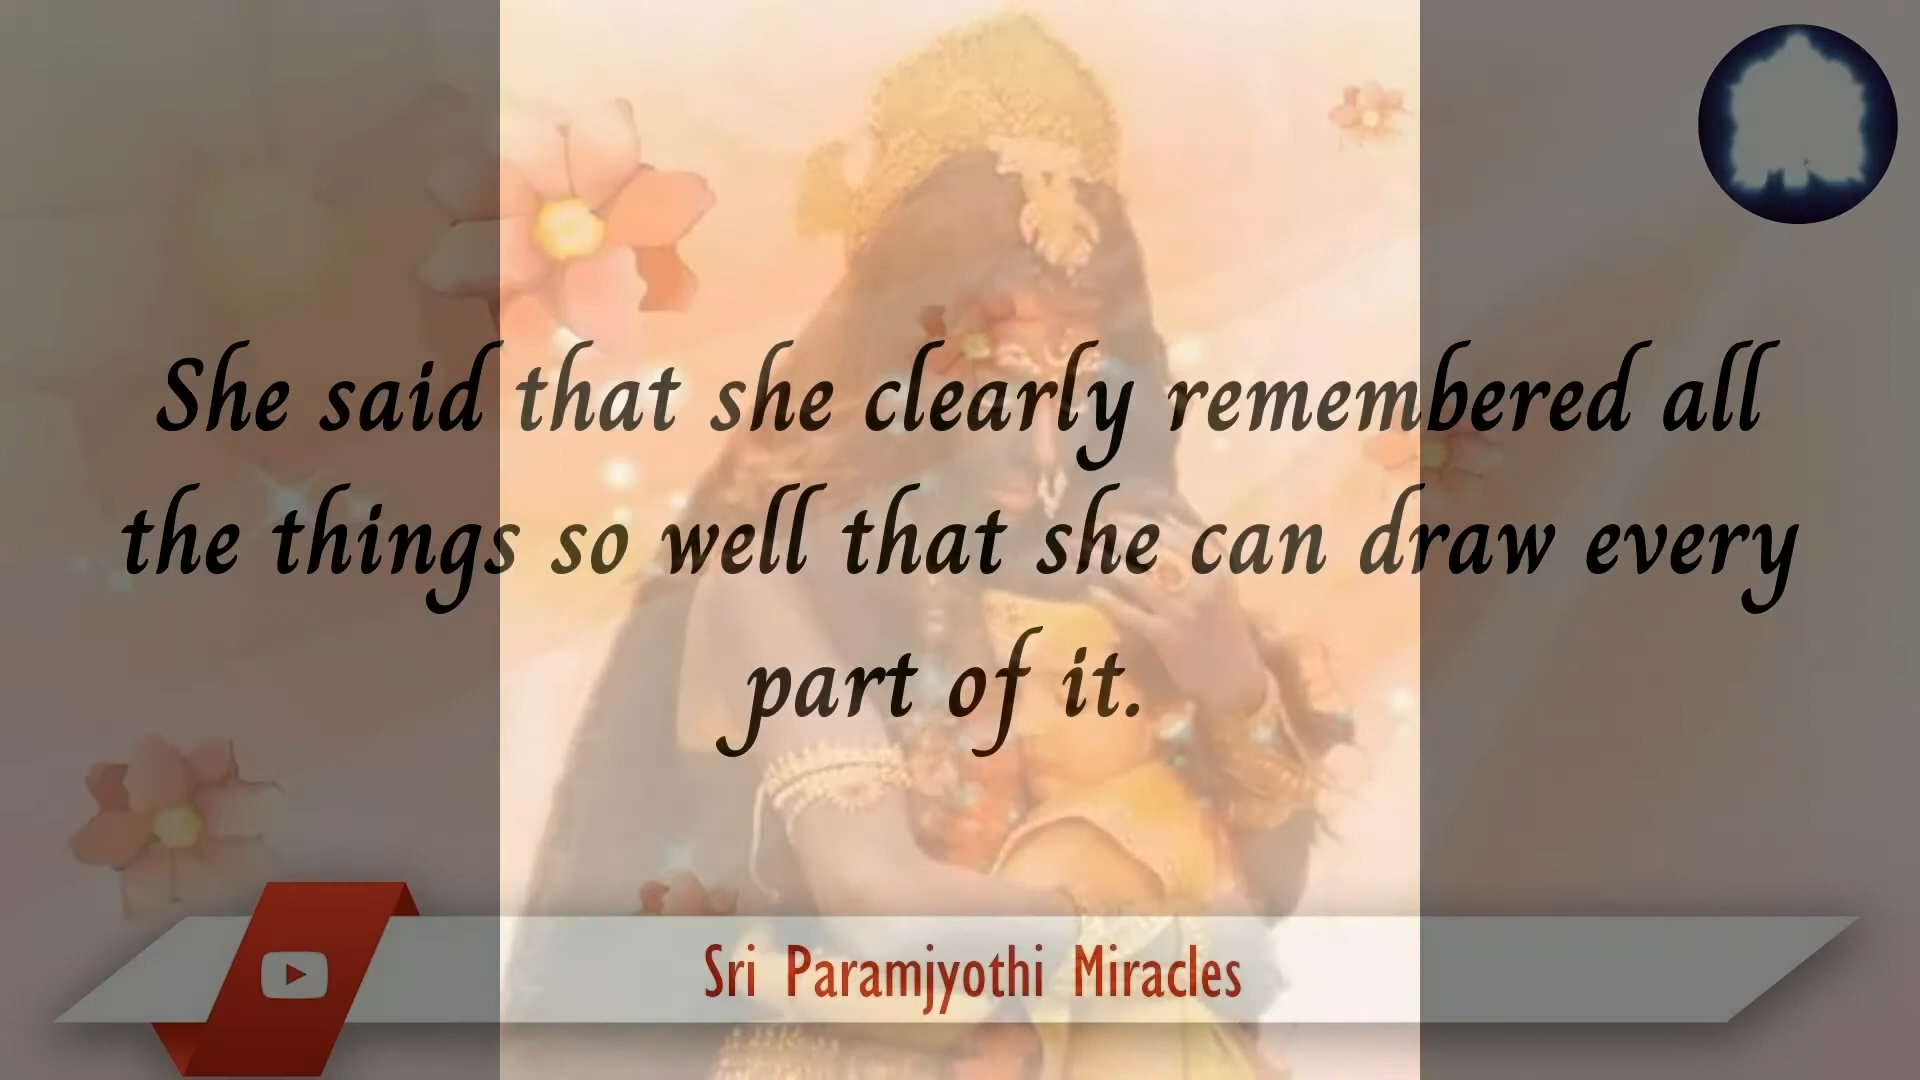 She said that she clearly remembered all
the things so well that she can draw every
part of it.
Sri Paramjyothi Miracles